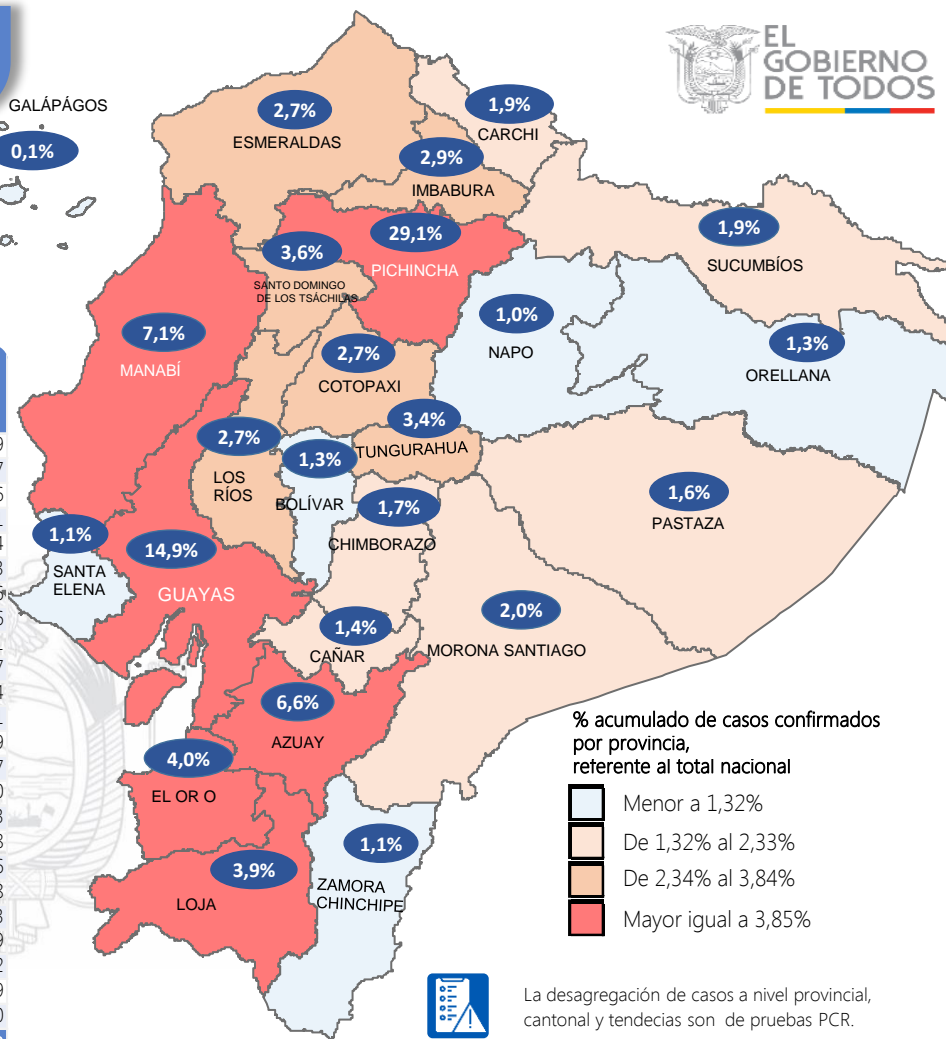 EL
GOBIERNO
DE TODOS
GALÁPÁGOS
0,1%
2,7%
ESMERALDAS
1,9%
CARCHI
2,9%
IMBABURA
29,1%
PICHINCHA
3,6%
SANTO DOMINGO
DE LOS TSÁCHILAS
1,9%
SUCUMBÍOS
7,1%
MANABÍ
1,0%
NAPO
1,3%
ORELLANA
2,7%
COTOPAXI
3,4%
TUNGURAHUA
2,7%
LOS
RÍOS
1,3%
BOLÍVAR
1,7%
CHIMBORAZO
1,6%
PASTAZA
1,1%
SANTA
ELENA
14,9%
GUAYAS
2,0%
MORONA SANTIAGO
1,4%
CAÑAR
6,6%
AZUAY
4,0%
EL OR O
3,9%
LOJA
1,1%
ZAMORA
CHINCHIPE
% acumulado de casos confirmados
por provincia,
referente al total nacional
Menor a 1,32%
De 1,32% al 2,33%
De 2,34% al 3,84%
Mayor igual a 3,85%
La desagregación de casos a nivel provincial,
cantonal y tendecias son de pruebas PCR.